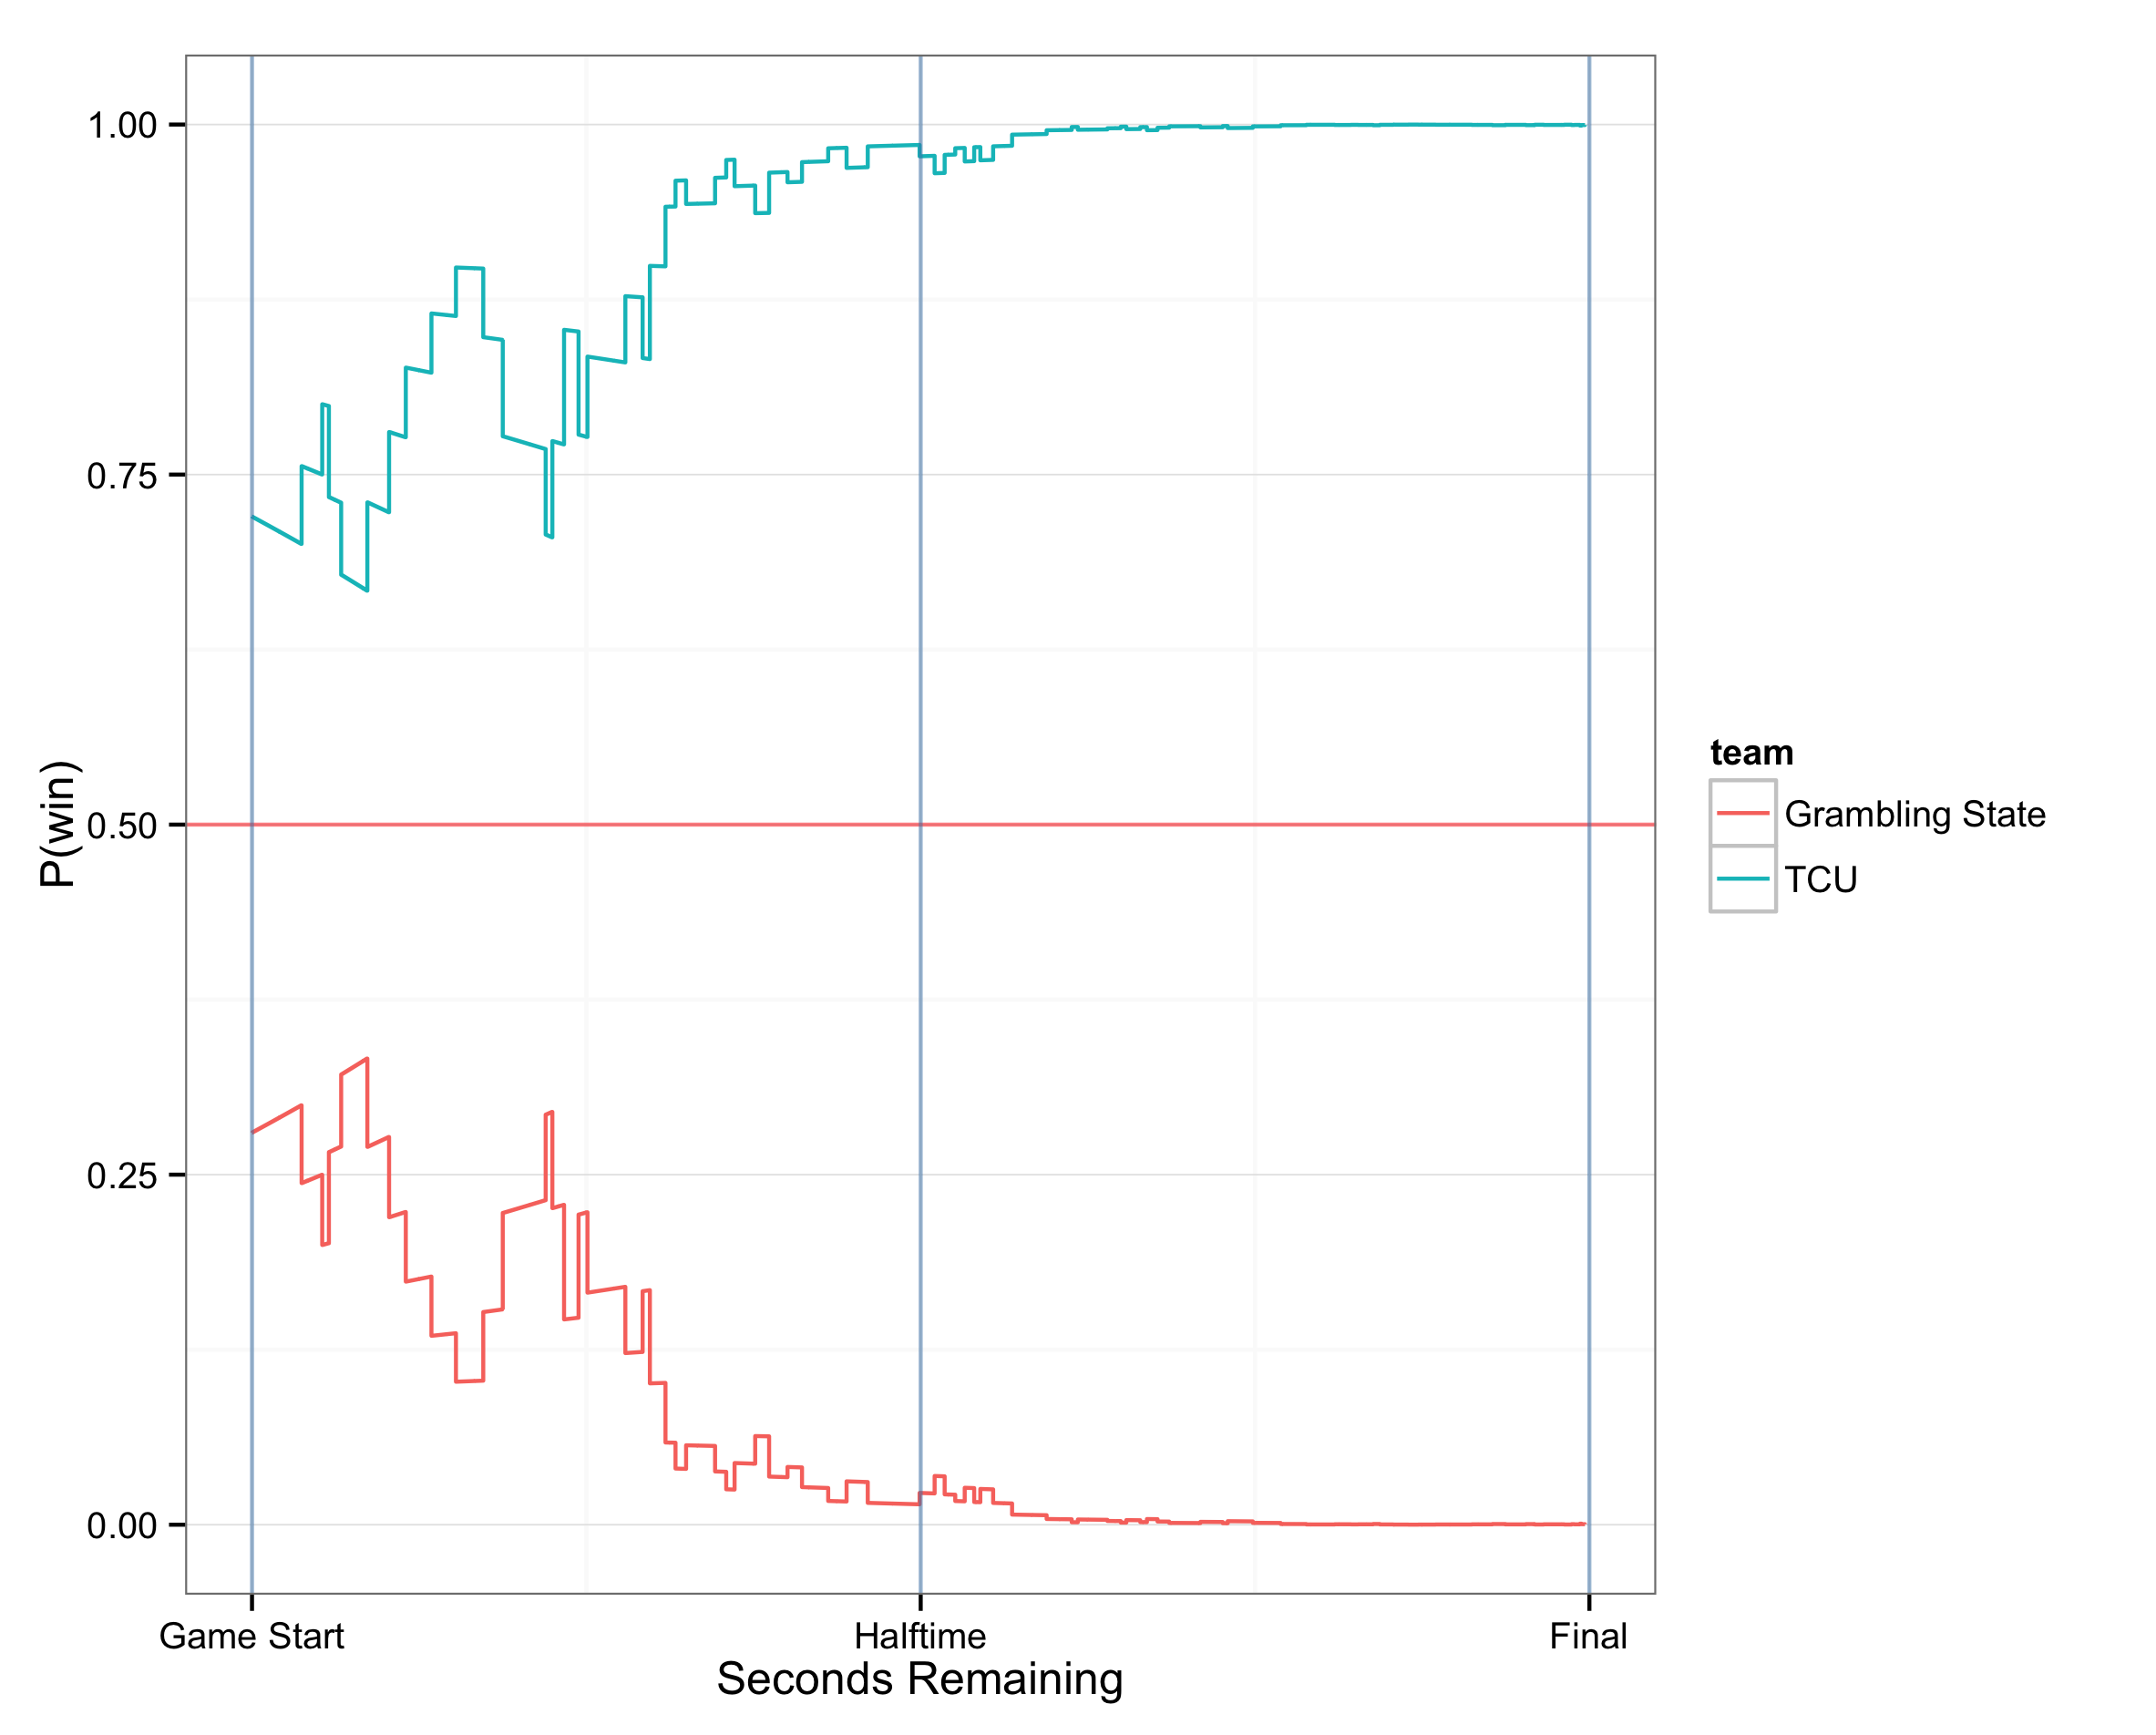 1.00
0.75
0.50
0.25
0.00
P(win)
Game Start
Halftime
Final
Seconds Remaining
team
Grambling State
TCU